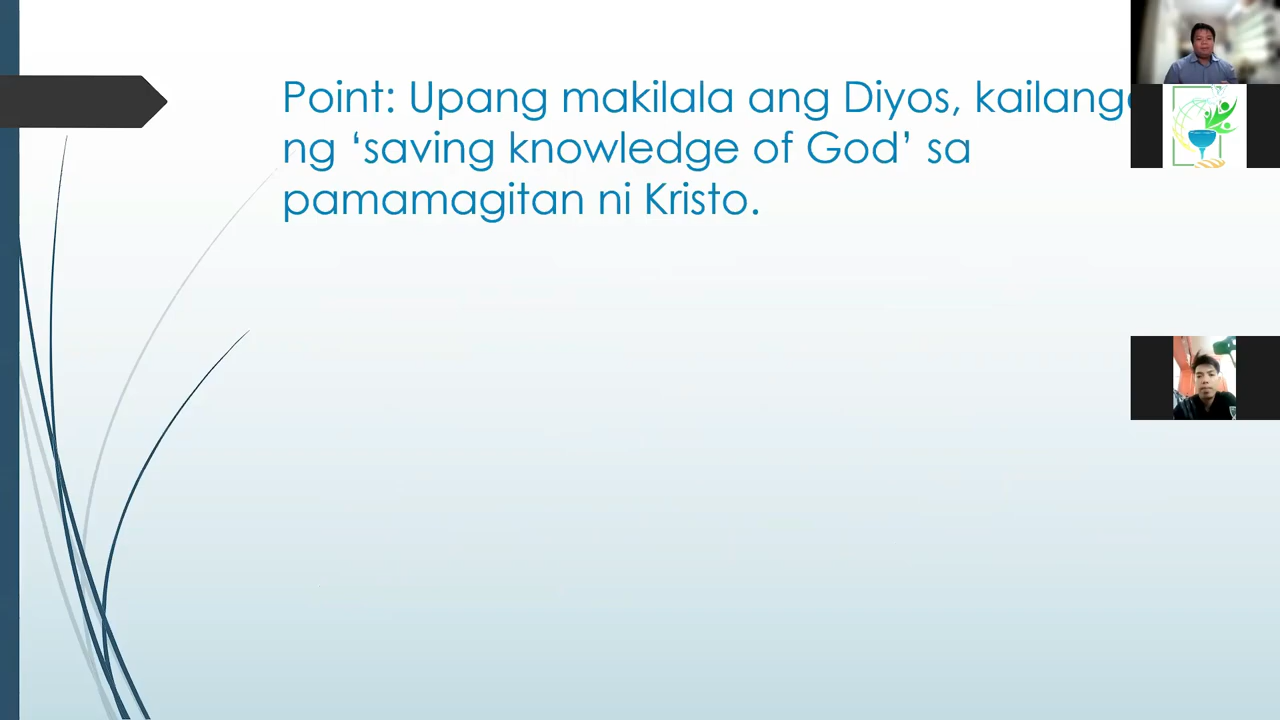 Point: Upang makilala ang Diyos,
ng ‘saving knowledge of God’ sa
pamamagitan ni Kristo.